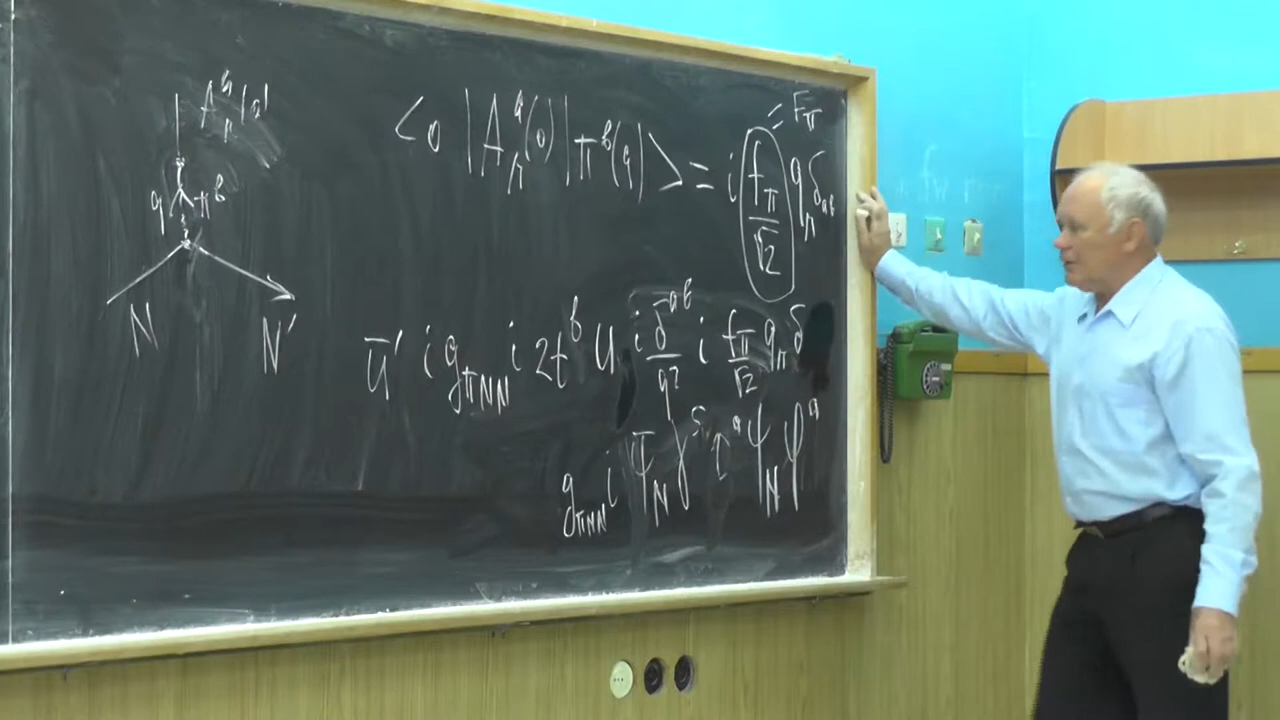 A_μ^a(0)
<0|A_μ^a(0)|π^b(q)> = i f_π/√2 q_μ δ_ab
= F_π
q π^b
N N'
ū' i g_πNN i 2t^b u i δ^ab/q² i f_π/√2 q_μ δ
g_πNN i ψ̄_N γ^5 τ^a ψ_N φ^a